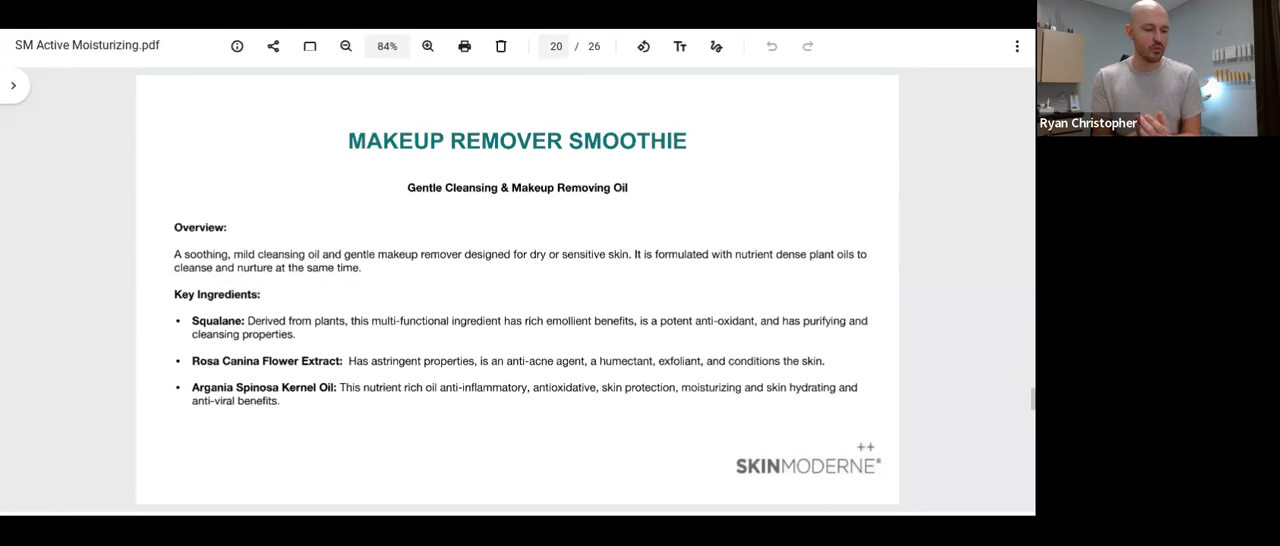 SM Active Moisturizing.pdf
84%
20 / 26
Ryan Christopher
MAKEUP REMOVER SMOOTHIE
Gentle Cleansing & Makeup Removing Oil
Overview:
A soothing, mild cleansing oil and gentle makeup remover designed for dry or sensitive skin. It is formulated with nutrient dense plant oils to
cleanse and nurture at the same time.
Key Ingredients:
• Squalane: Derived from plants, this multi-functional ingredient has rich emollient benefits, is a potent anti-oxidant, and has purifying and
cleansing properties.
• Rosa Canina Flower Extract: Has astringent properties, is an anti-acne agent, a humectant, exfoliant, and conditions the skin.
• Argania Spinosa Kernel Oil: This nutrient rich oil anti-inflammatory, antioxidative, skin protection, moisturizing and skin hydrating and
anti-viral benefits.
++
SKINMODERNE®